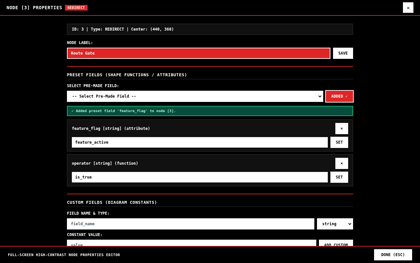 NODE [3] PROPERTIES REDIRECT ×
ID: 3 | Type: REDIRECT | Center: (440, 360)
NODE LABEL:
Route Gate SAVE
PRESET FIELDS (SHAPE FUNCTIONS / ATTRIBUTES)
SELECT PRE-MADE FIELD:
-- Select Pre-Made Field -- ADDED ✓
✓ Added preset field 'feature_flag' to node [3].
feature_flag [string] (attribute) ×
feature_active SET
operator [string] (function) ×
is_true SET
CUSTOM FIELDS (DIAGRAM CONSTANTS)
FIELD NAME & TYPE:
field_name string
CONSTANT VALUE:
value ADD CUSTOM
FULL-SCREEN HIGH-CONTRAST NODE PROPERTIES EDITOR DONE (ESC)